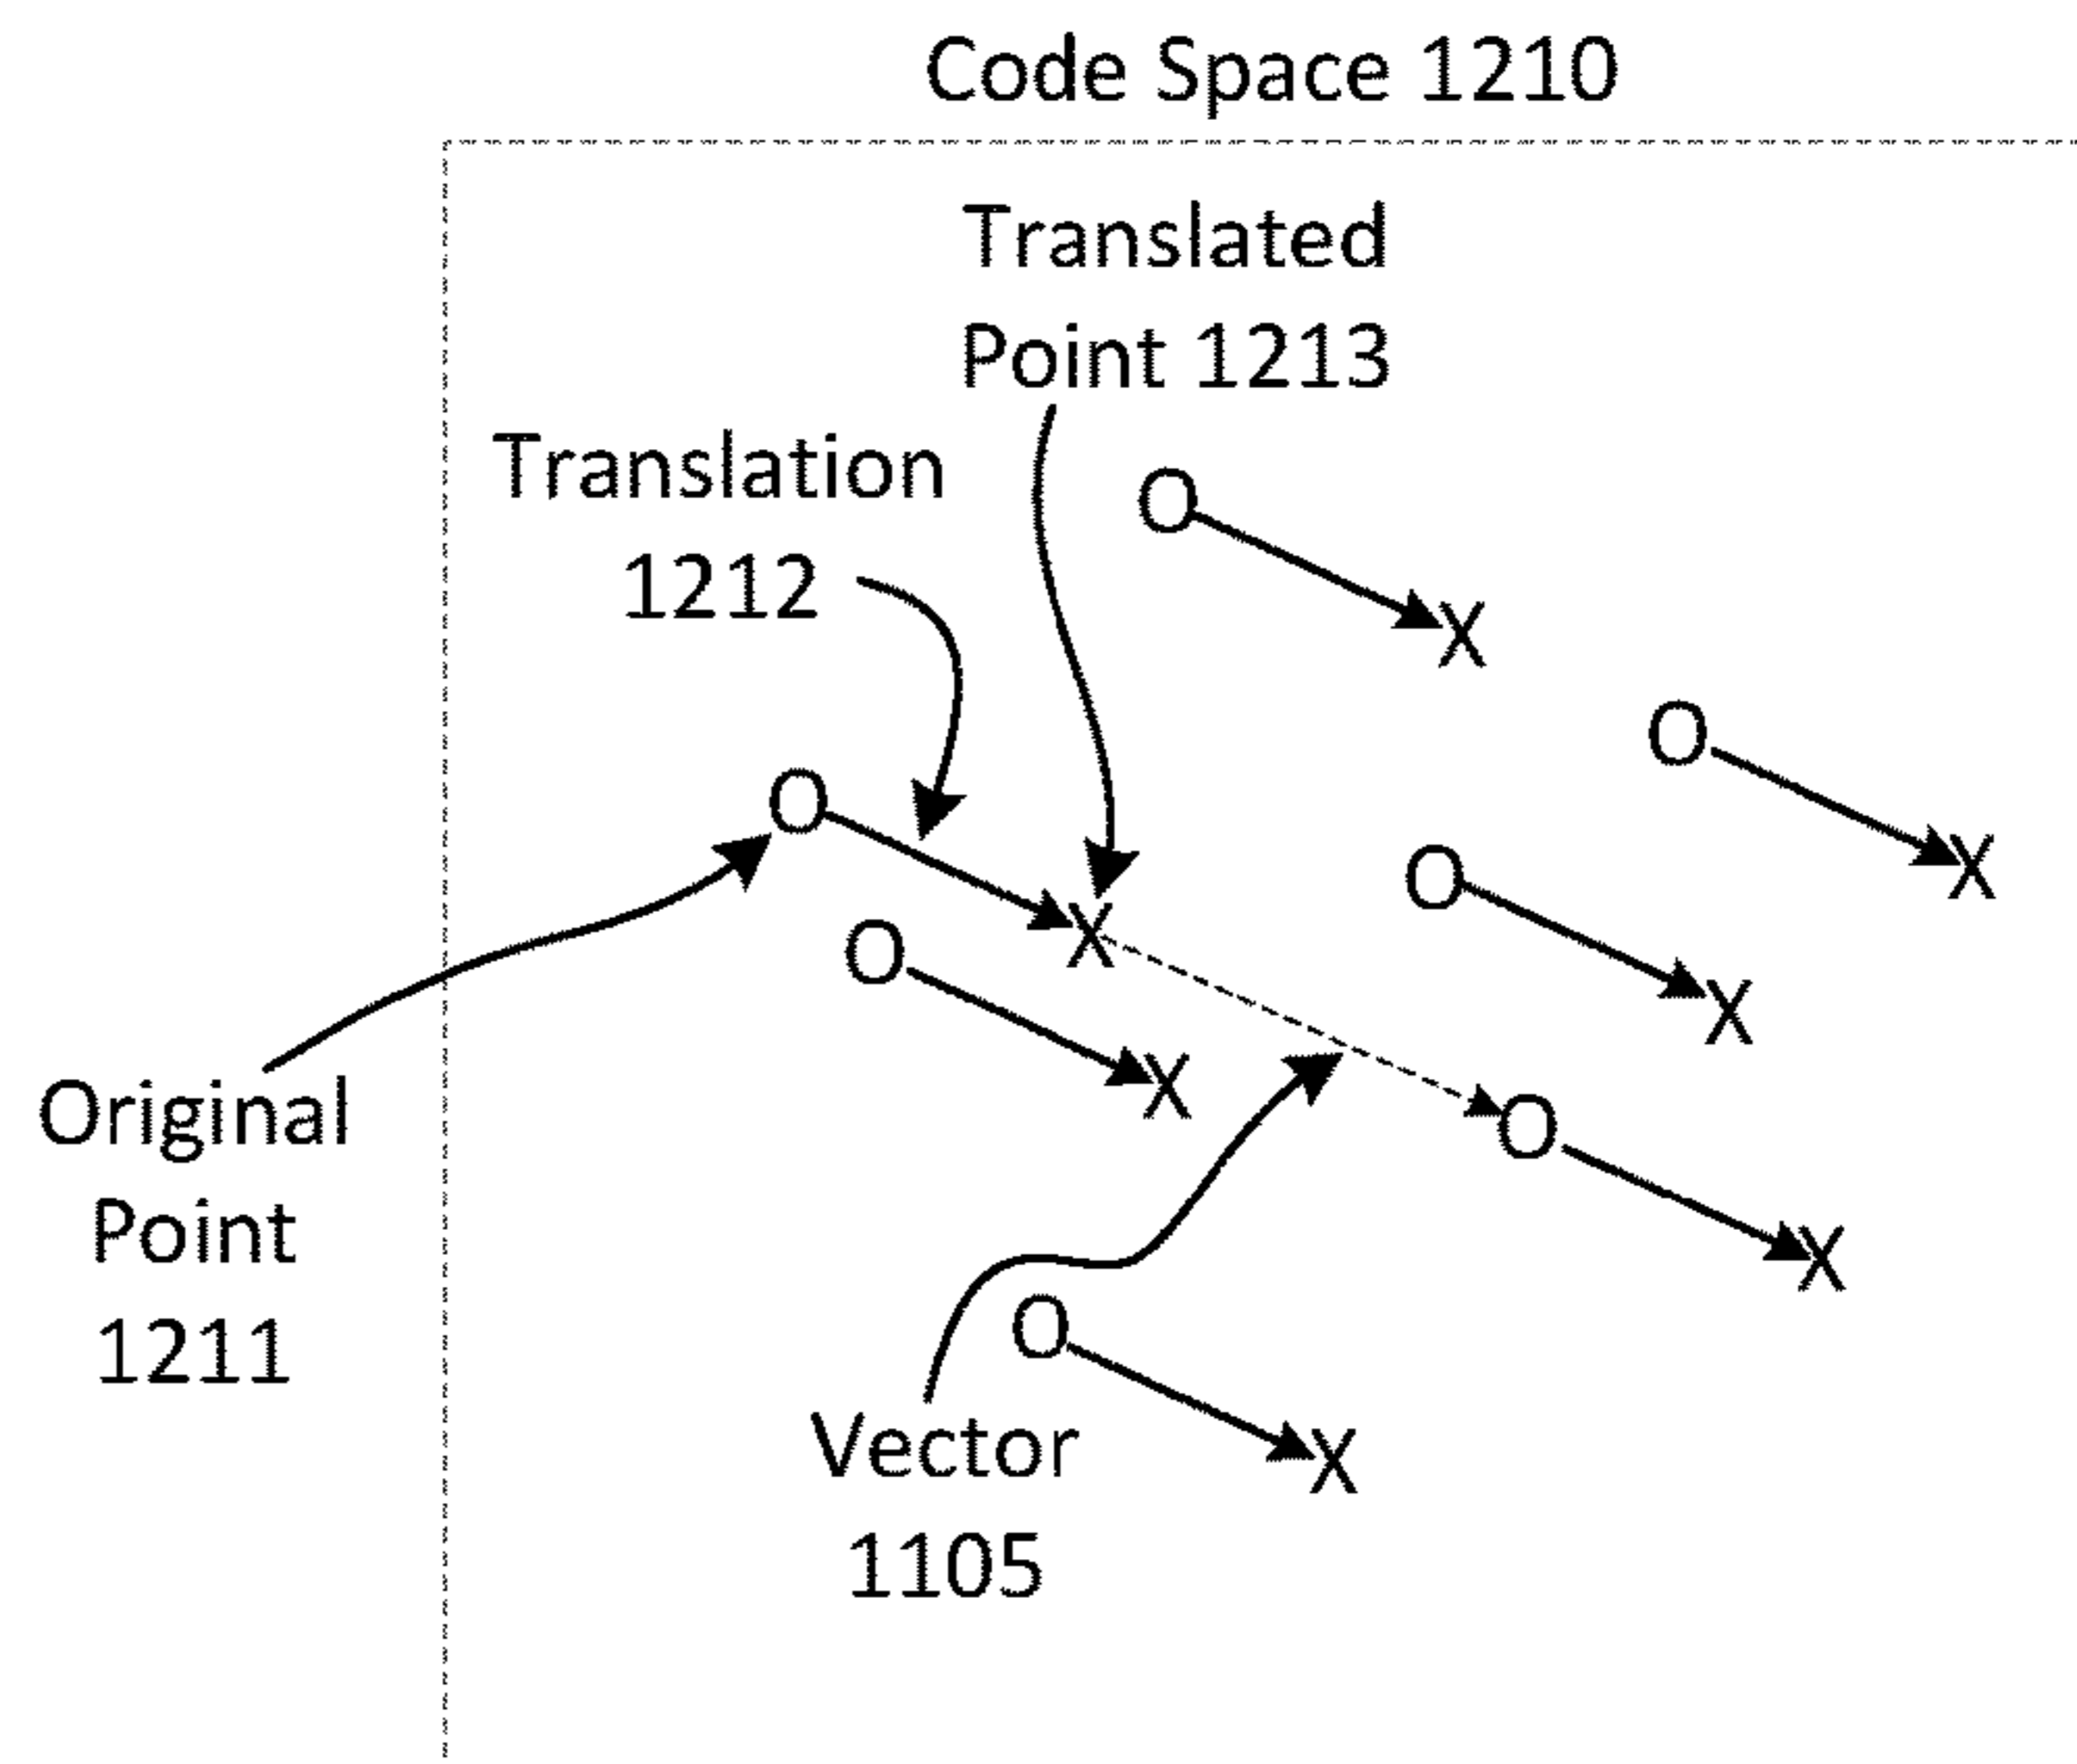 Code Space 1210
Translated
Point 1213
Translation
1212
O
X
O
X
O
O
X
X
O
X
Original
Point
1211
O
X
O
X
Vector
1105